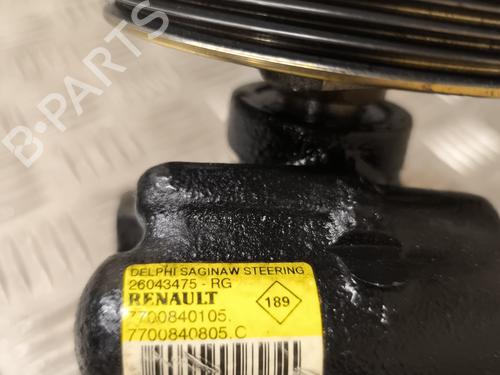 B-PARTS
DELPHI SAGINAW STEERING
26043475 - RG
RENAULT
189
7700840105.
7700840805.C